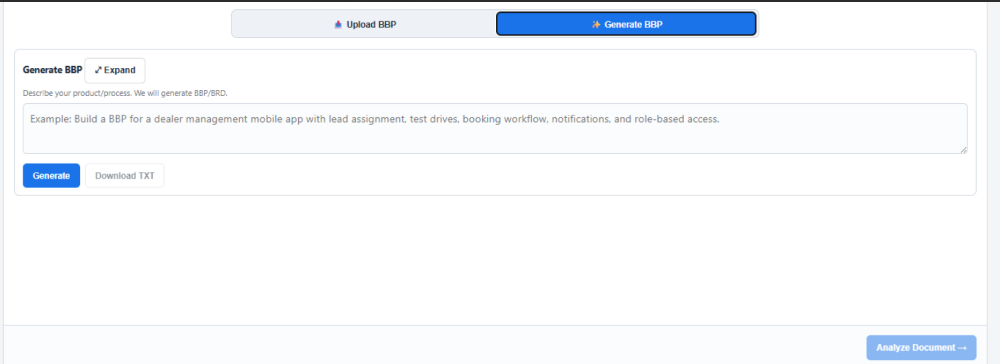 Upload BBP
Generate BBP
Generate BBP
Expand
Describe your product/process. We will generate BBP/BRD.
Example: Build a BBP for a dealer management mobile app with lead assignment, test drives, booking workflow, notifications, and role-based access.
Generate
Download TXT
Analyze Document →